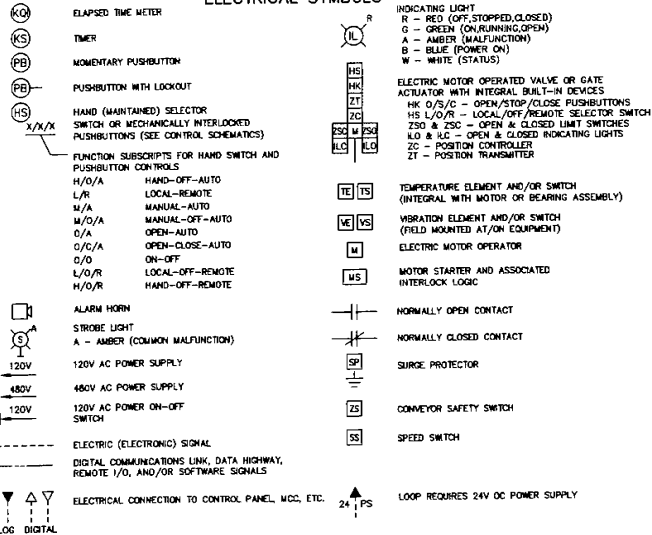 ELECTRICAL SYMBOLS
KQI ELAPSED TIME METER
KS TIMER
PB MOMENTARY PUSHBUTTON
PB PUSHBUTTON WITH LOCKOUT
HS HAND (MAINTAINED) SELECTOR
X/X/X SWITCH OR MECHANICALLY INTERLOCKED
PUSHBUTTONS (SEE CONTROL SCHEMATICS)
FUNCTION SUBSCRIPTS FOR HAND SWITCH AND
PUSHBUTTON CONTROLS
H/O/A HAND-OFF-AUTO
L/R LOCAL-REMOTE
M/A MANUAL-AUTO
M/O/A MANUAL-OFF-AUTO
O/A OPEN-AUTO
O/C/A OPEN-CLOSE-AUTO
O/O ON-OFF
L/O/R LOCAL-OFF-REMOTE
H/O/R HAND-OFF-REMOTE
ALARM HORN
STROBE LIGHT
S A A - AMBER (COMMON MALFUNCTION)
120V 120V AC POWER SUPPLY
480V 480V AC POWER SUPPLY
120V 120V AC POWER ON-OFF
SWITCH
ELECTRIC (ELECTRONIC) SIGNAL
DIGITAL COMMUNICATIONS LINK, DATA HIGHWAY,
REMOTE I/O, AND/OR SOFTWARE SIGNALS
ELECTRICAL CONNECTION TO CONTROL PANEL, MCC, ETC.
LOG DIGITAL
INDICATING LIGHT
R R - RED (OFF,STOPPED,CLOSED)
G - GREEN (ON,RUNNING,OPEN)
IL A - AMBER (MALFUNCTION)
B - BLUE (POWER ON)
W - WHITE (STATUS)
HS
HK
ZT
ZC
ZSO M ZSO
ILC ILO
ELECTRIC MOTOR OPERATED VALVE OR GATE
ACTUATOR WITH INTEGRAL BUILT-IN DEVICES
HK O/S/C - OPEN/STOP/CLOSE PUSHBUTTONS
HS L/O/R - LOCAL/OFF/REMOTE SELECTOR SWITCH
ZSO & ZSC - OPEN & CLOSED LIMIT SWITCHES
ILO & ILC - OPEN & CLOSED INDICATING LIGHTS
ZC - POSITION CONTROLLER
ZT - POSITION TRANSMITTER
TE TS TEMPERATURE ELEMENT AND/OR SWITCH
(INTEGRAL WITH MOTOR OR BEARING ASSEMBLY)
VE VS VIBRATION ELEMENT AND/OR SWITCH
(FIELD MOUNTED AT/ON EQUIPMENT)
M ELECTRIC MOTOR OPERATOR
MS MOTOR STARTER AND ASSOCIATED
INTERLOCK LOGIC
NORMALLY OPEN CONTACT
NORMALLY CLOSED CONTACT
SP SURGE PROTECTOR
ZS CONVEYOR SAFETY SWITCH
SS SPEED SWITCH
24 PS LOOP REQUIRES 24V DC POWER SUPPLY